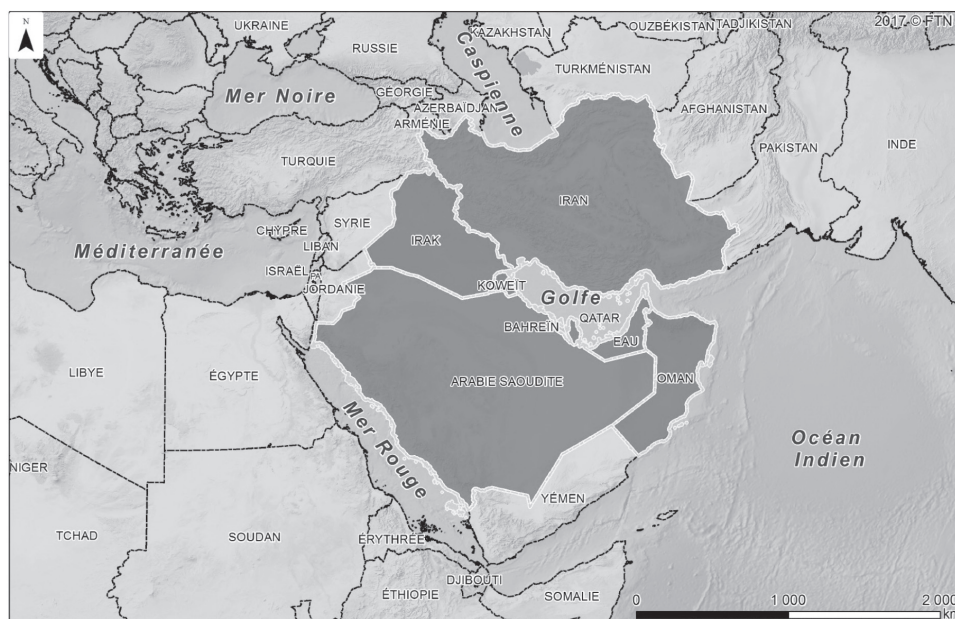 N
2017 © FTN
UKRAINE
RUSSIE
KAZAKHSTAN
OUZBÉKISTAN
TADJIKISTAN
Caspienne
TURKMÉNISTAN
Mer Noire
GÉORGIE
AZERBAÏDJAN
ARMÉNIE
AFGHANISTAN
PAKISTAN
INDE
TURQUIE
IRAN
CHYPRE
SYRIE
LIBAN
IRAK
Méditerranée
ISRAËL
PA
JORDANIE
KOWEÏT
Golfe
BAHREÏN
QATAR
EAU
LIBYE
ÉGYPTE
ARABIE SAOUDITE
OMAN
Mer Rouge
Océan
Indien
NIGER
YÉMEN
TCHAD
SOUDAN
ÉRYTHRÉE
DJIBOUTI
ÉTHIOPIE
SOMALIE
0 1 000 2 000
km